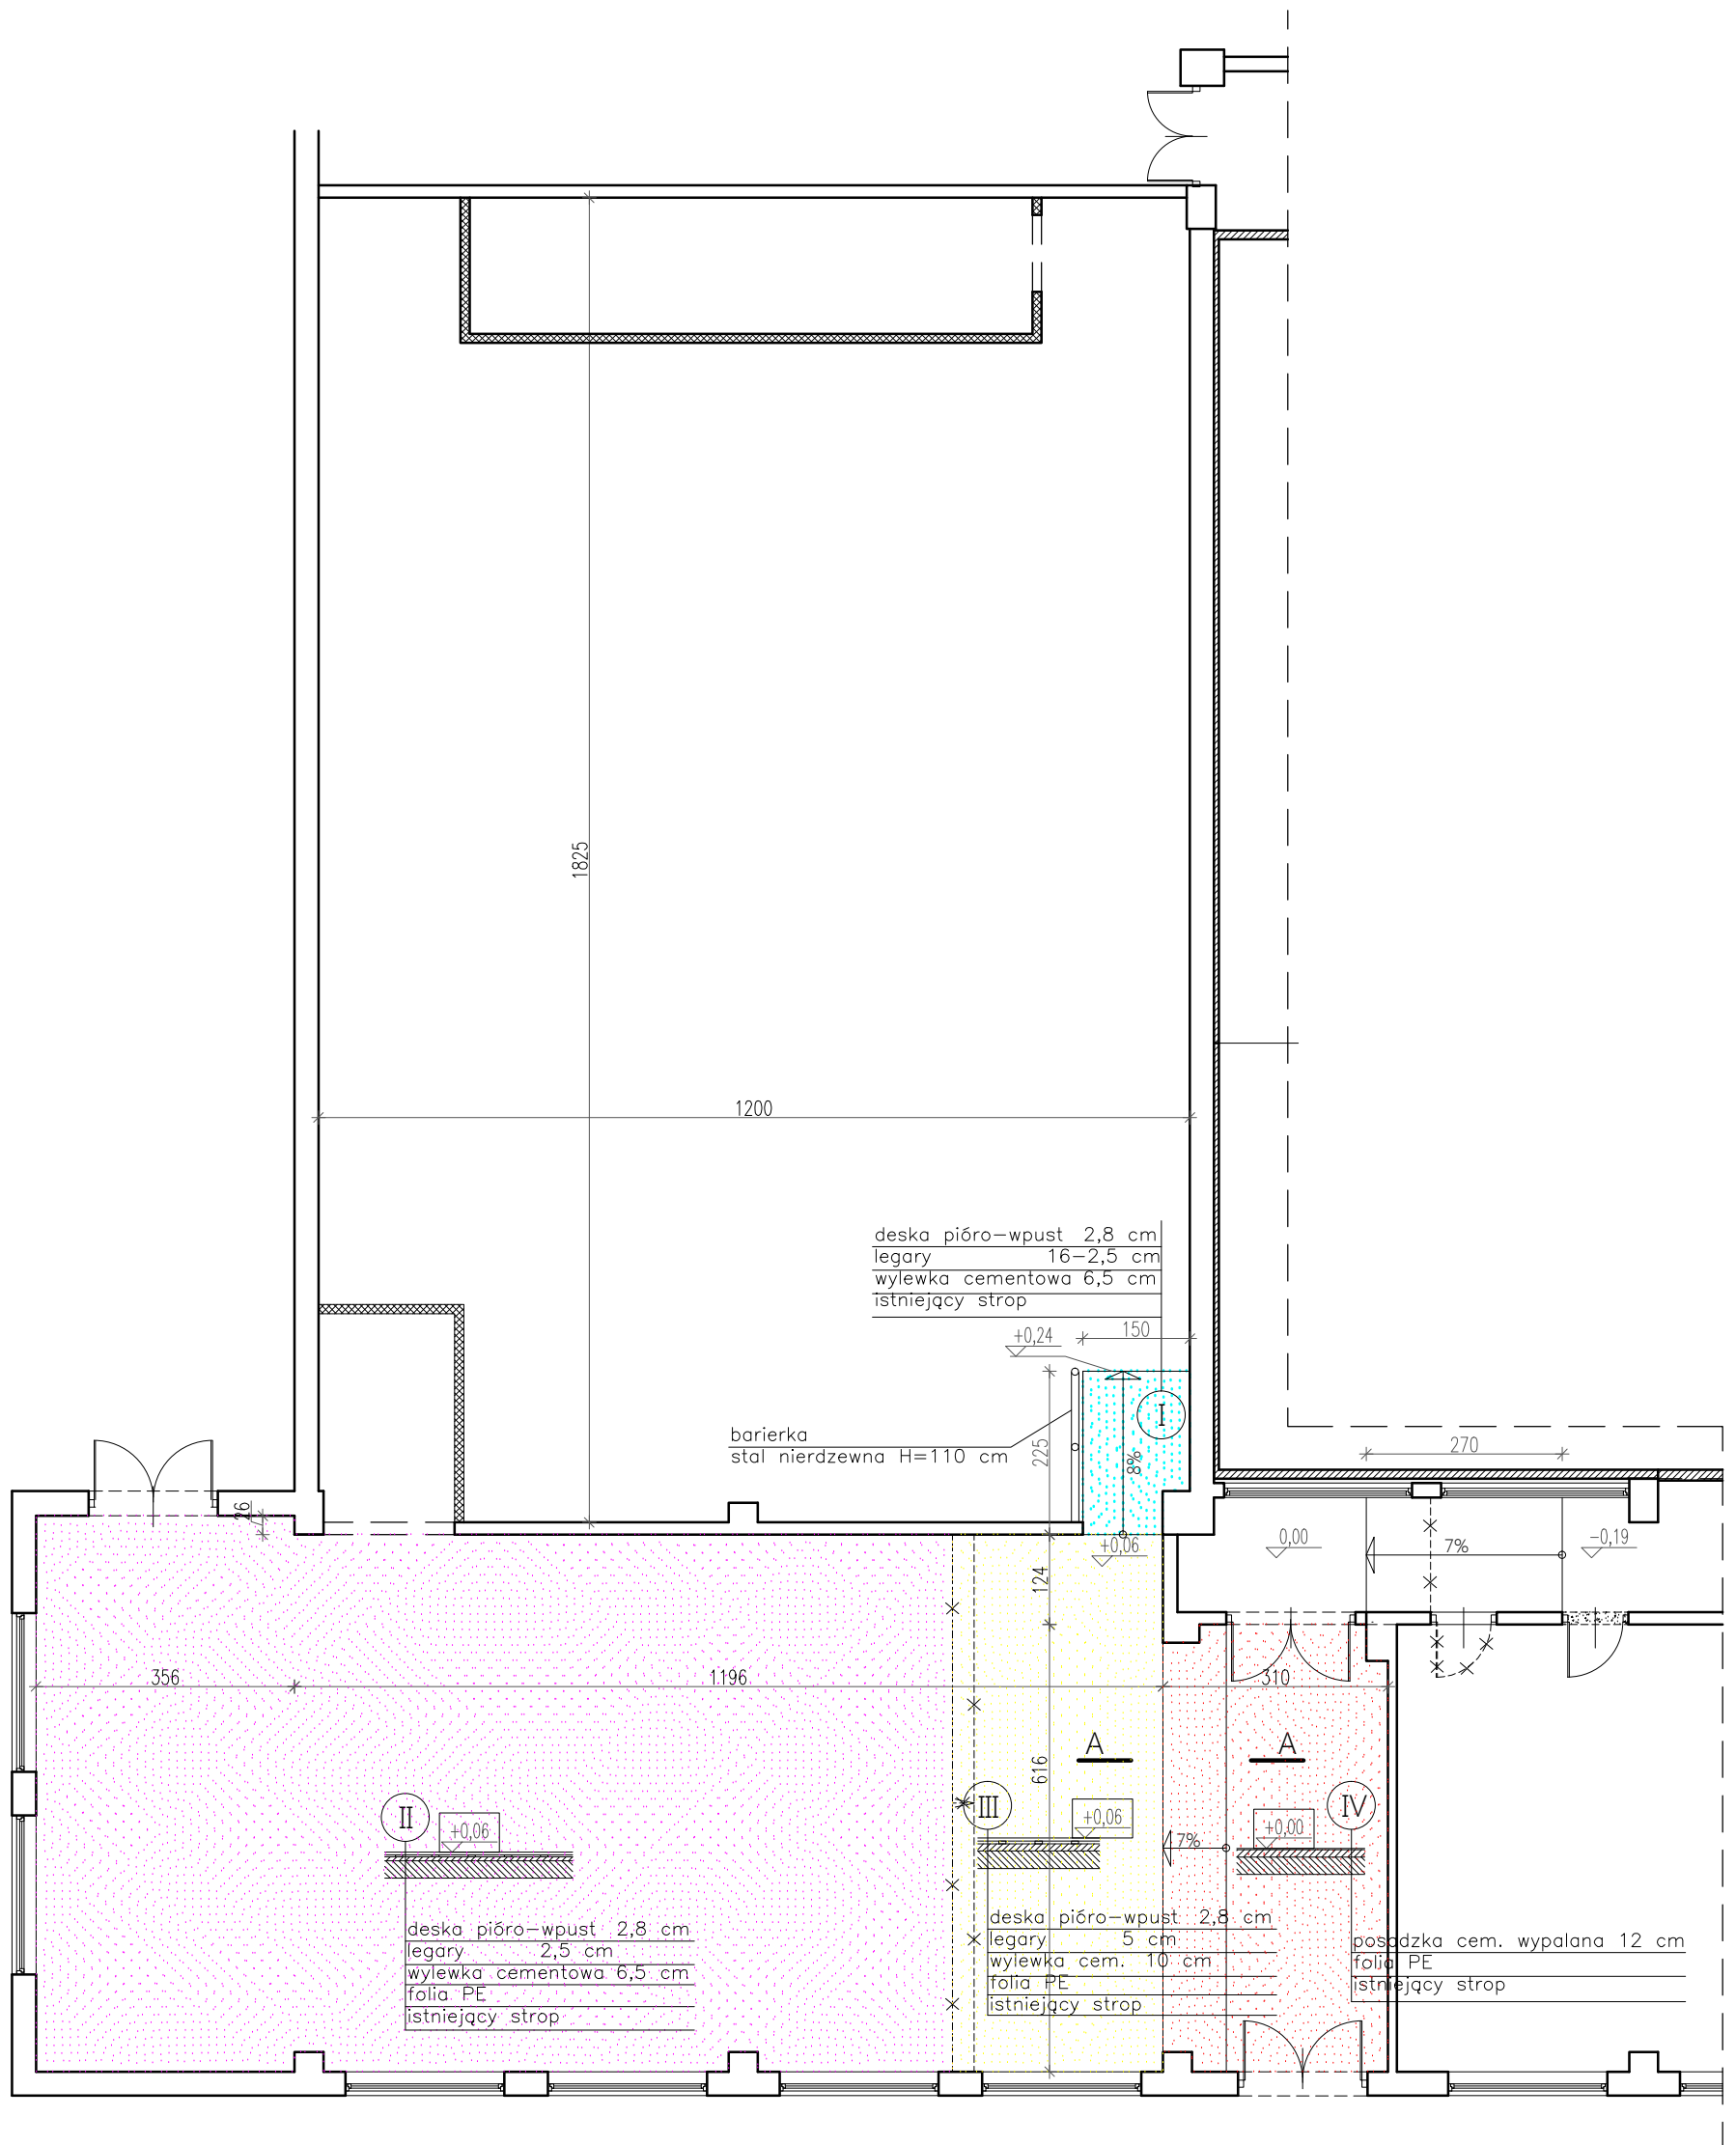 1825
1200
deska pióro-wpust 2,8 cm
legary 16-2,5 cm
wylewka cementowa 6,5 cm
istniejący strop
+0,24
150
I
barierka
stal nierdzewna H=110 cm
225
8%
270
26
+0,06
0,00
7%
-0,19
124
356
1196
310
A
A
616
II
+0,06
III
+0,06
IV
+0,00
7%
deska pióro-wpust 2,8 cm
legary 2,5 cm
wylewka cementowa 6,5 cm
folia PE
istniejący strop
deska pióro-wpust 2,8 cm
legary 5 cm
wylewka cem. 10 cm
folia PE
istniejący strop
posadzka cem. wypalana 12 cm
folia PE
istniejący strop